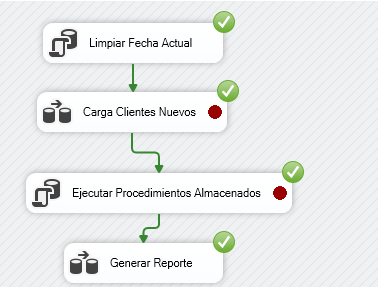 Limpiar Fecha Actual
Carga Clientes Nuevos
Ejecutar Procedimientos Almacenados
Generar Reporte